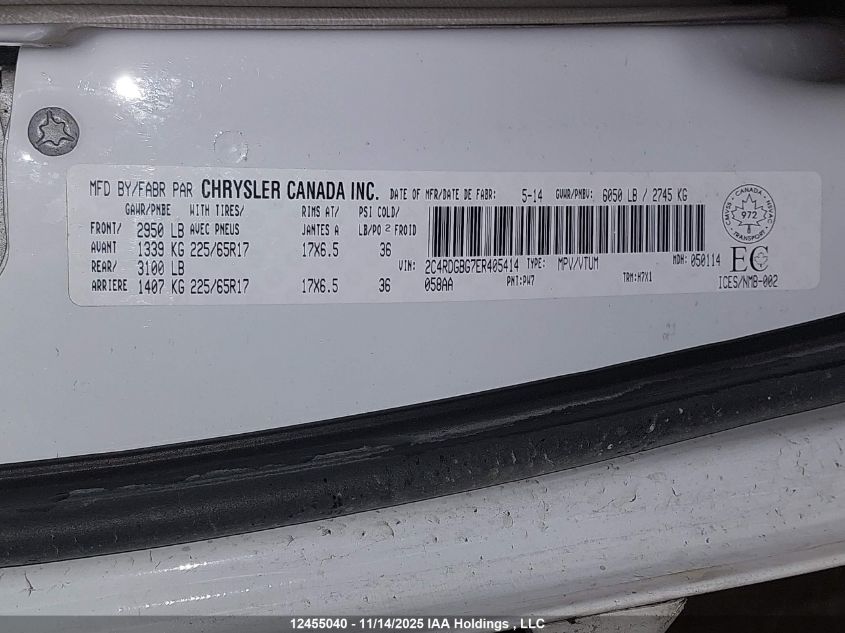 MFD BY/FABR PAR CHRYSLER CANADA INC. DATE OF MFR/DATE DE FABR: 5-14 GVWR/PNBV: 6050 LB / 2745 KG
GAWR/PNBE WITH TIRES/ RIMS AT/ PSI COLD/
FRONT/ 2950 LB AVEC PNEUS JANTES A LB/PO 2 FROID
AVANT 1339 KG 225/65R17 17X6.5 36
REAR/ 3100 LB
ARRIERE 1407 KG 225/65R17 17X6.5 36
VIN: 2C4RDGBG7ER405414 TYPE: MPV/VTUM MDH: 050114
058AA PNT:PW7 TRM:H7X1
CANADA
972
TRANSPORT
EC
ICES/NMB-002
12455040 - 11/14/2025 IAA Holdings , LLC